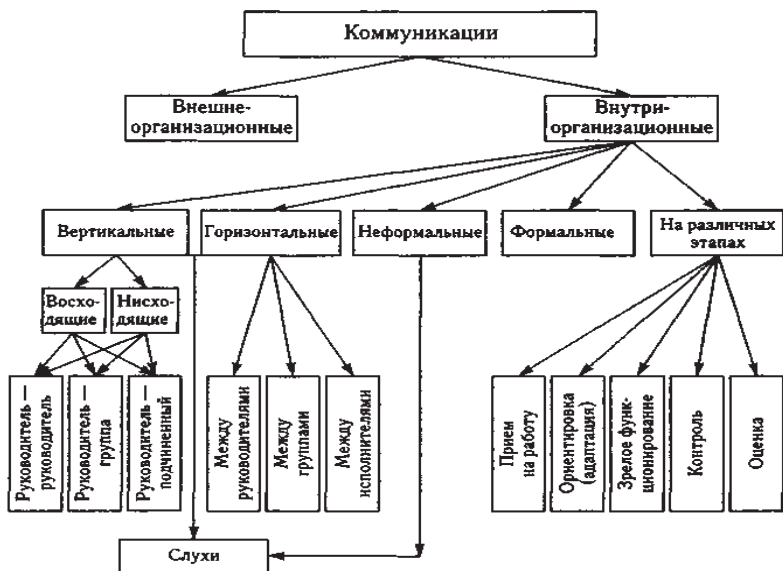 Коммуникации
Внешне-
организационные
Внутри-
организационные
Вертикальные
Горизонтальные
Неформальные
Формальные
На различных
этапах
Восхо-
дящие
Нисхо-
дящие
Руководитель —
руководитель
Руководитель —
группа
Руководитель —
подчиненный
Между
руководителями
Между
группами
Между
исполнителями
Прием
на работу
Ориентировка
(адаптация)
Зрелое функ-
ционирование
Контроль
Оценка
Слухи